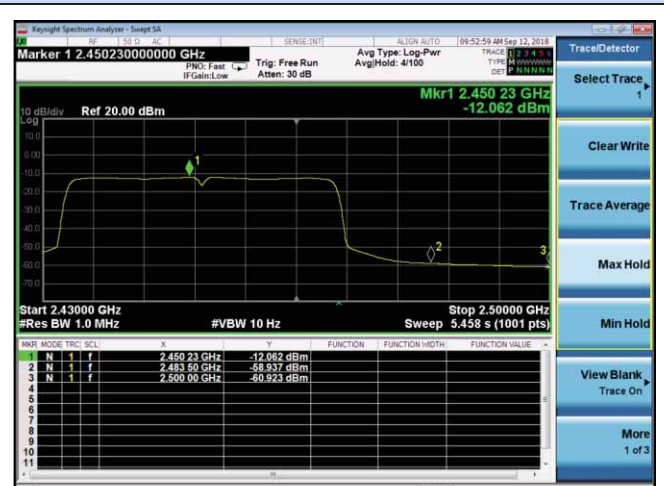 Keysight Spectrum Analyzer - Swept SA
RF 50 Ω AC SENSE:INT ALIGN AUTO 09:52:59 AM Sep 12, 2018
Marker 1 2.450230000000 GHz
PNO: Fast Trig: Free Run
IFGain:Low Atten: 30 dB
Avg Type: Log-Pwr
Avg|Hold: 4/100
TRACE 1 2 3 4 5 6
TYPE M WWWWW
DET P N N N N N
Mkr1 2.450 23 GHz
-12.062 dBm
10 dB/div Ref 20.00 dBm
Log
10.0
0.00
-10.0
-20.0
-30.0
-40.0
-50.0
-60.0
-70.0
1
2
3
Start 2.43000 GHz Stop 2.50000 GHz
#Res BW 1.0 MHz #VBW 10 Hz Sweep 5.458 s (1001 pts)
MKR MODE TRC SCL X Y FUNCTION FUNCTION WIDTH FUNCTION VALUE
1 N 1 f 2.450 23 GHz -12.062 dBm
2 N 1 f 2.483 50 GHz -58.937 dBm
3 N 1 f 2.500 00 GHz -60.923 dBm
4
5
6
7
8
9
10
11
Trace/Detector
Select Trace
1
Clear Write
Trace Average
Max Hold
Min Hold
View Blank
Trace On
More
1 of 3